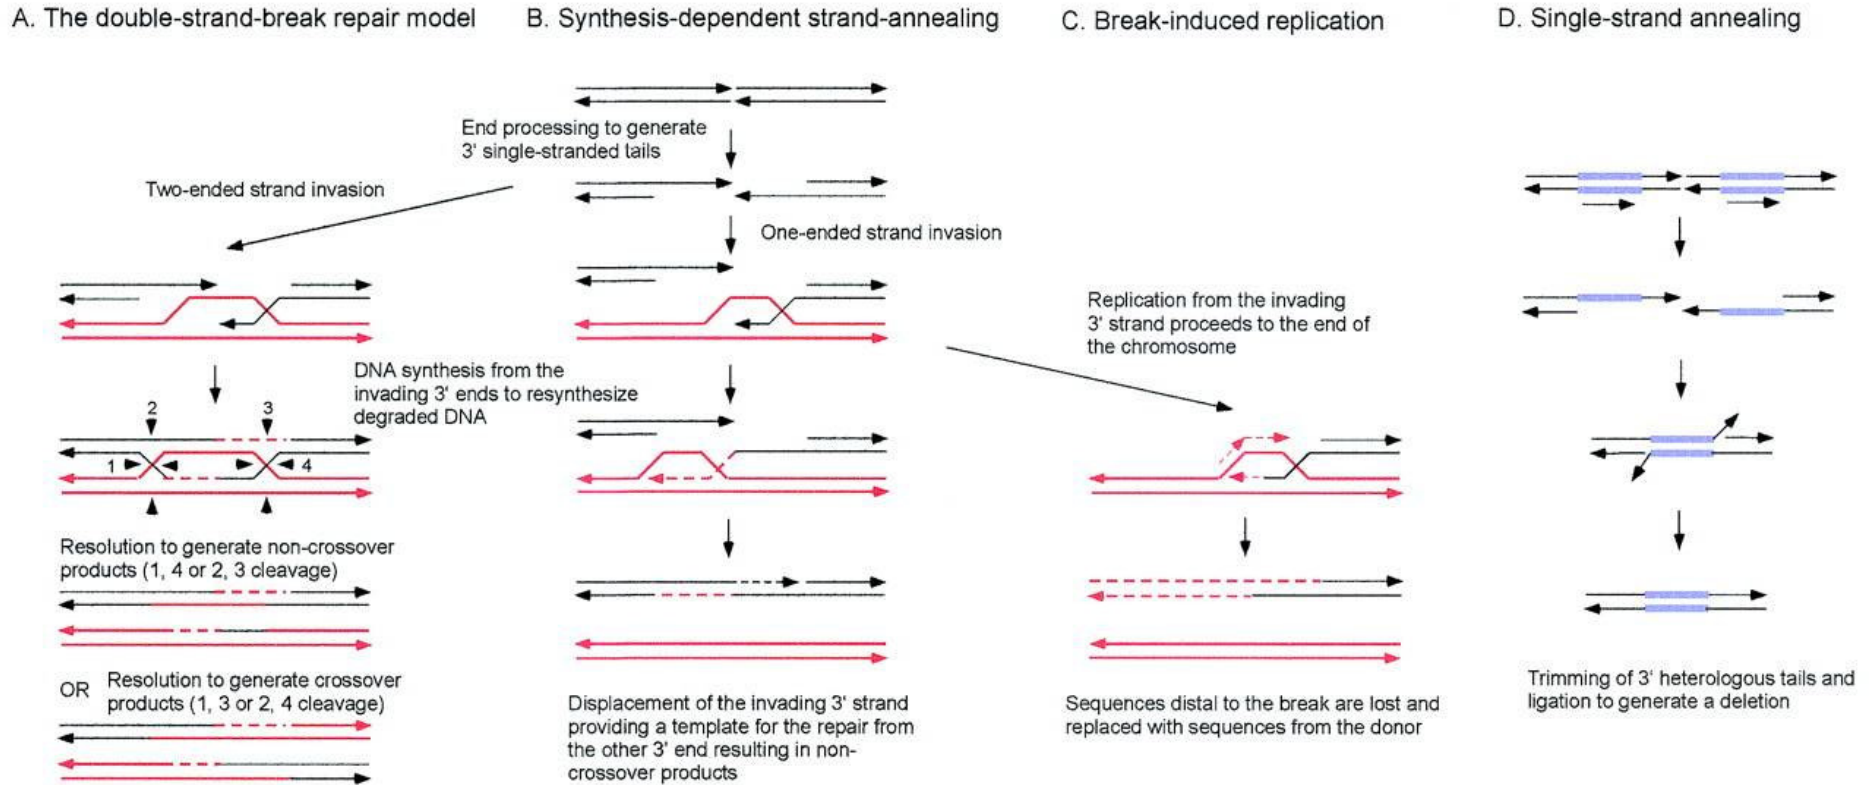 A. The double-strand-break repair model
B. Synthesis-dependent strand-annealing
C. Break-induced replication
D. Single-strand annealing
End processing to generate
3' single-stranded tails
Two-ended strand invasion
One-ended strand invasion
DNA synthesis from the
invading 3' ends to resynthesize
degraded DNA
2
3
1
4
Resolution to generate non-crossover
products (1, 4 or 2, 3 cleavage)
OR
Resolution to generate crossover
products (1, 3 or 2, 4 cleavage)
Displacement of the invading 3' strand
providing a template for the repair from
the other 3' end resulting in non-
crossover products
Replication from the invading
3' strand proceeds to the end of
the chromosome
Sequences distal to the break are lost and
replaced with sequences from the donor
Trimming of 3' heterologous tails and
ligation to generate a deletion